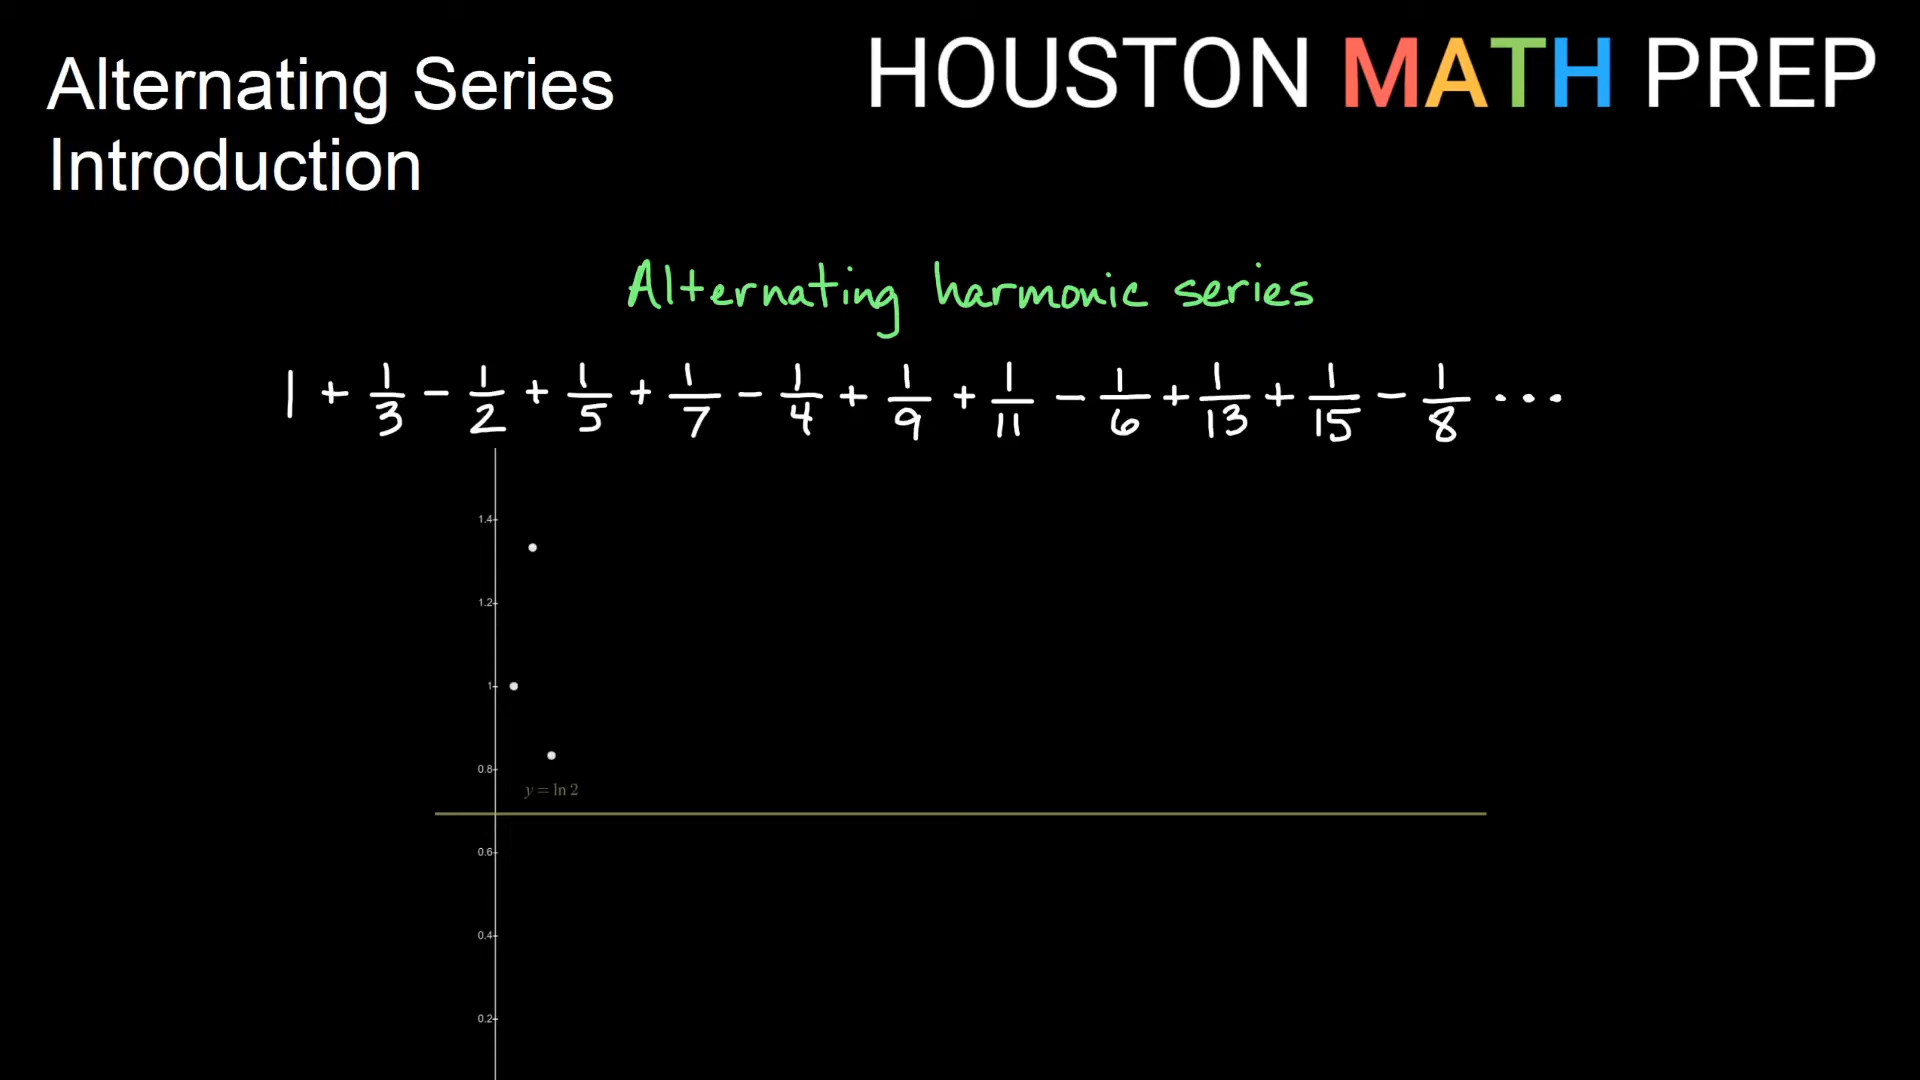 Alternating Series
Introduction
HOUSTON MATH PREP
Alternating harmonic series
1 + 1/3 - 1/2 + 1/5 + 1/7 - 1/4 + 1/9 + 1/11 - 1/6 + 1/13 + 1/15 - 1/8 ...
1.4
1.2
1
0.8
y = ln 2
0.6
0.4
0.2